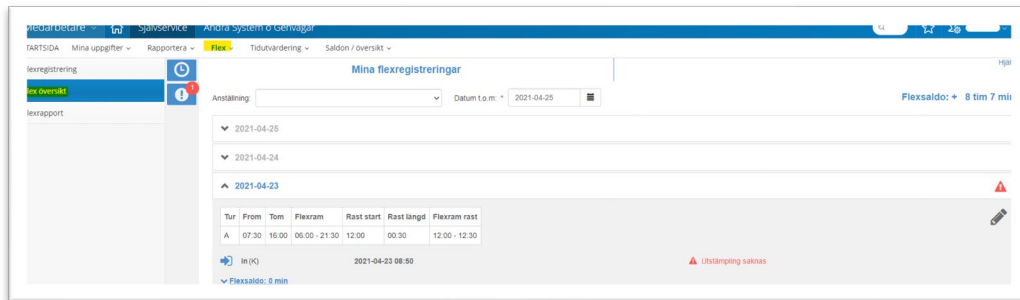 Medarbetare Självservice Andra System o Genvägar
TARTSIDA Mina uppgifter Rapportera Flex Tidutvärdering Saldon / översikt
lexregistrering
Mina flexregistreringar
Hjäl
lex översikt
1
Anställning: Datum t.o.m: * 2021-04-25
Flexsaldo: + 8 tim 7 min
lexrapport
2021-04-25
2021-04-24
2021-04-23
Tur From Tom Flexram Rast start Rast längd Flexram rast
A 07:30 16:00 06:00 - 21:30 12:00 00:30 12:00 - 12:30
In (K) 2021-04-23 08:50 Utstämpling saknas
Flexsaldo: 0 min